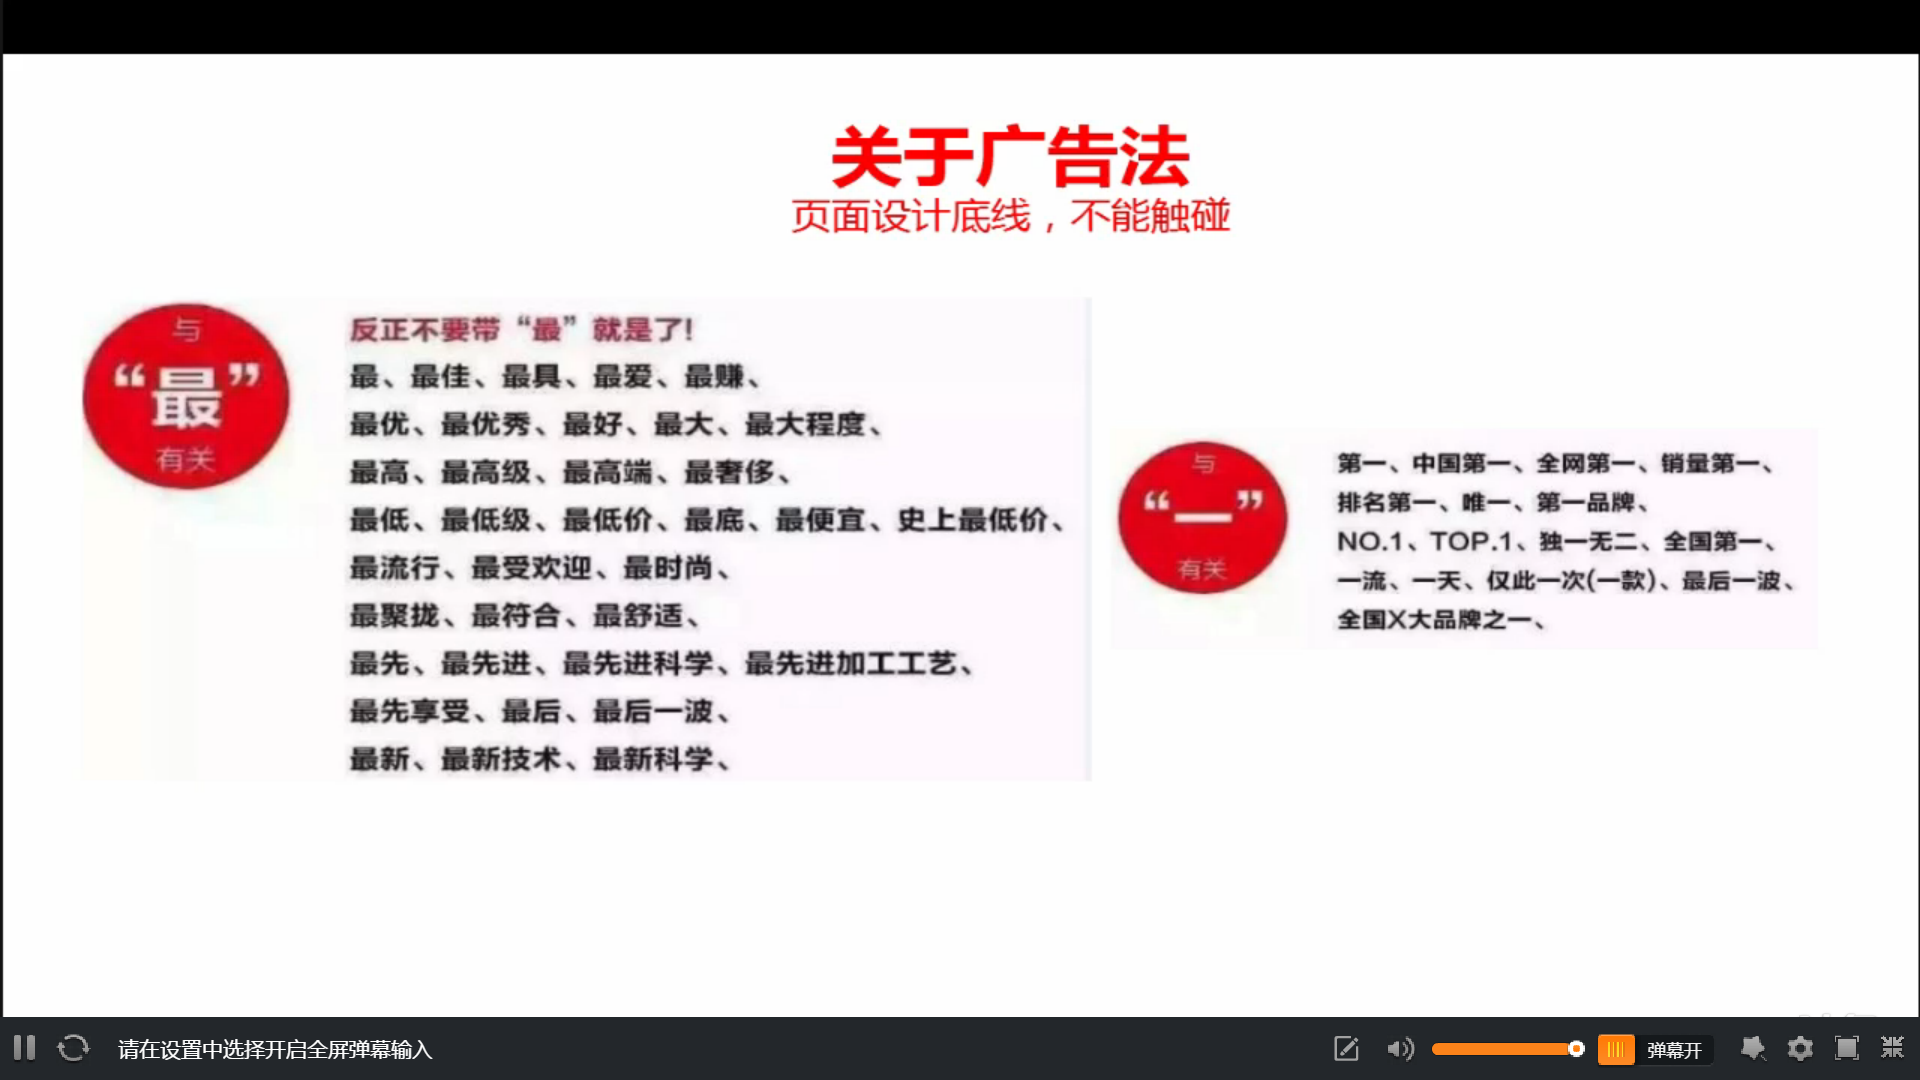 关于广告法
页面设计底线，不能触碰
与
“最”
有关
反正不要带“最”就是了!
最、最佳、最具、最爱、最赚、
最优、最优秀、最好、最大、最大程度、
最高、最高级、最高端、最奢侈、
最低、最低级、最低价、最底、最便宜、史上最低价、
最流行、最受欢迎、最时尚、
最聚拢、最符合、最舒适、
最先、最先进、最先进科学、最先进加工工艺、
最先享受、最后、最后一波、
最新、最新技术、最新科学、
与
“一”
有关
第一、中国第一、全网第一、销量第一、
排名第一、唯一、第一品牌、
NO.1、TOP.1、独一无二、全国第一、
一流、一天、仅此一次(一款)、最后一波、
全国X大品牌之一、
请在设置中选择开启全屏弹幕输入
弹幕开